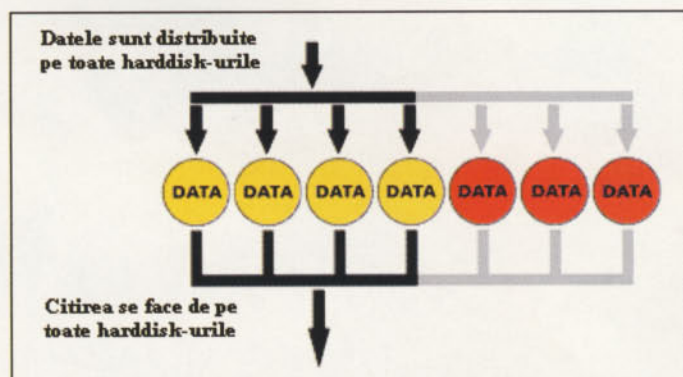 Datele sunt distribuite
pe toate harddisk-urile
DATA DATA DATA DATA DATA DATA DATA
Citirea se face de pe
toate harddisk-urile